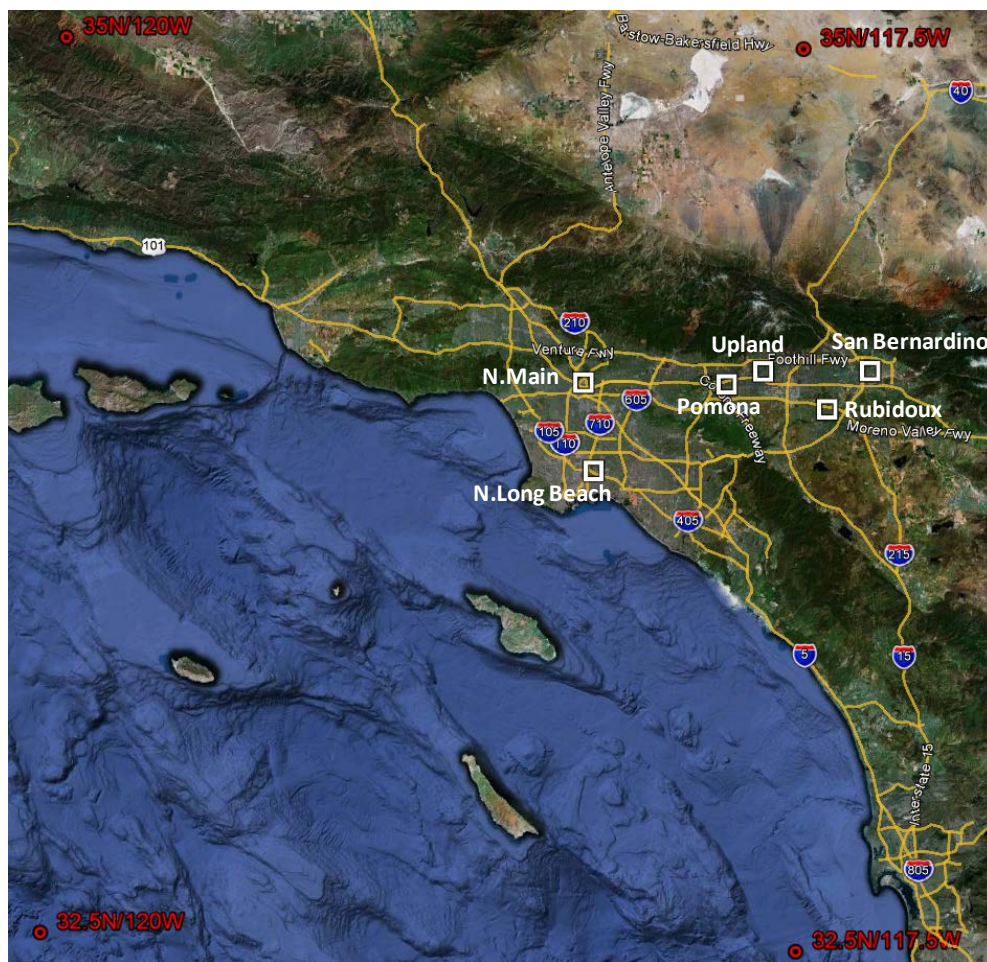 35N/120W
35N/117.5W
Barstow-Bakersfield Hwy
Antelope Valley Fwy
40
101
210
Ventura Fwy
Upland
San Bernardino
Foothill Fwy
N.Main
605
Pomona
Rubidoux
Moreno Valley Fwy
710
105
110
N.Long Beach
405
215
5
15
Interstate 15
805
32.5N/120W
32.5N/117.5W